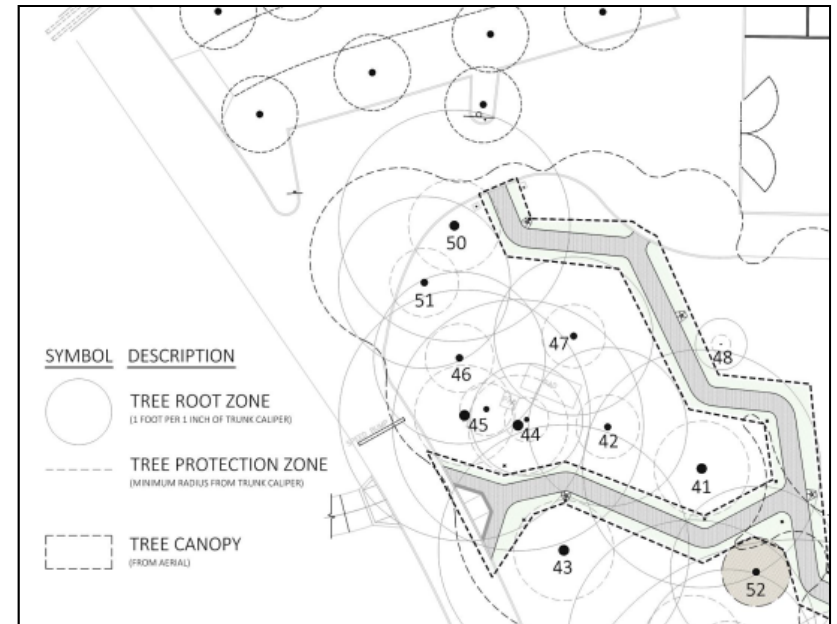 50
51
47
48
SYMBOL DESCRIPTION
46
TREE ROOT ZONE
(1 FOOT PER 1 INCH OF TRUNK CALIPER)
45
44
42
TREE PROTECTION ZONE
(MINIMUM RADIUS FROM TRUNK CALIPER)
41
TREE CANOPY
(FROM AERIAL)
43
52